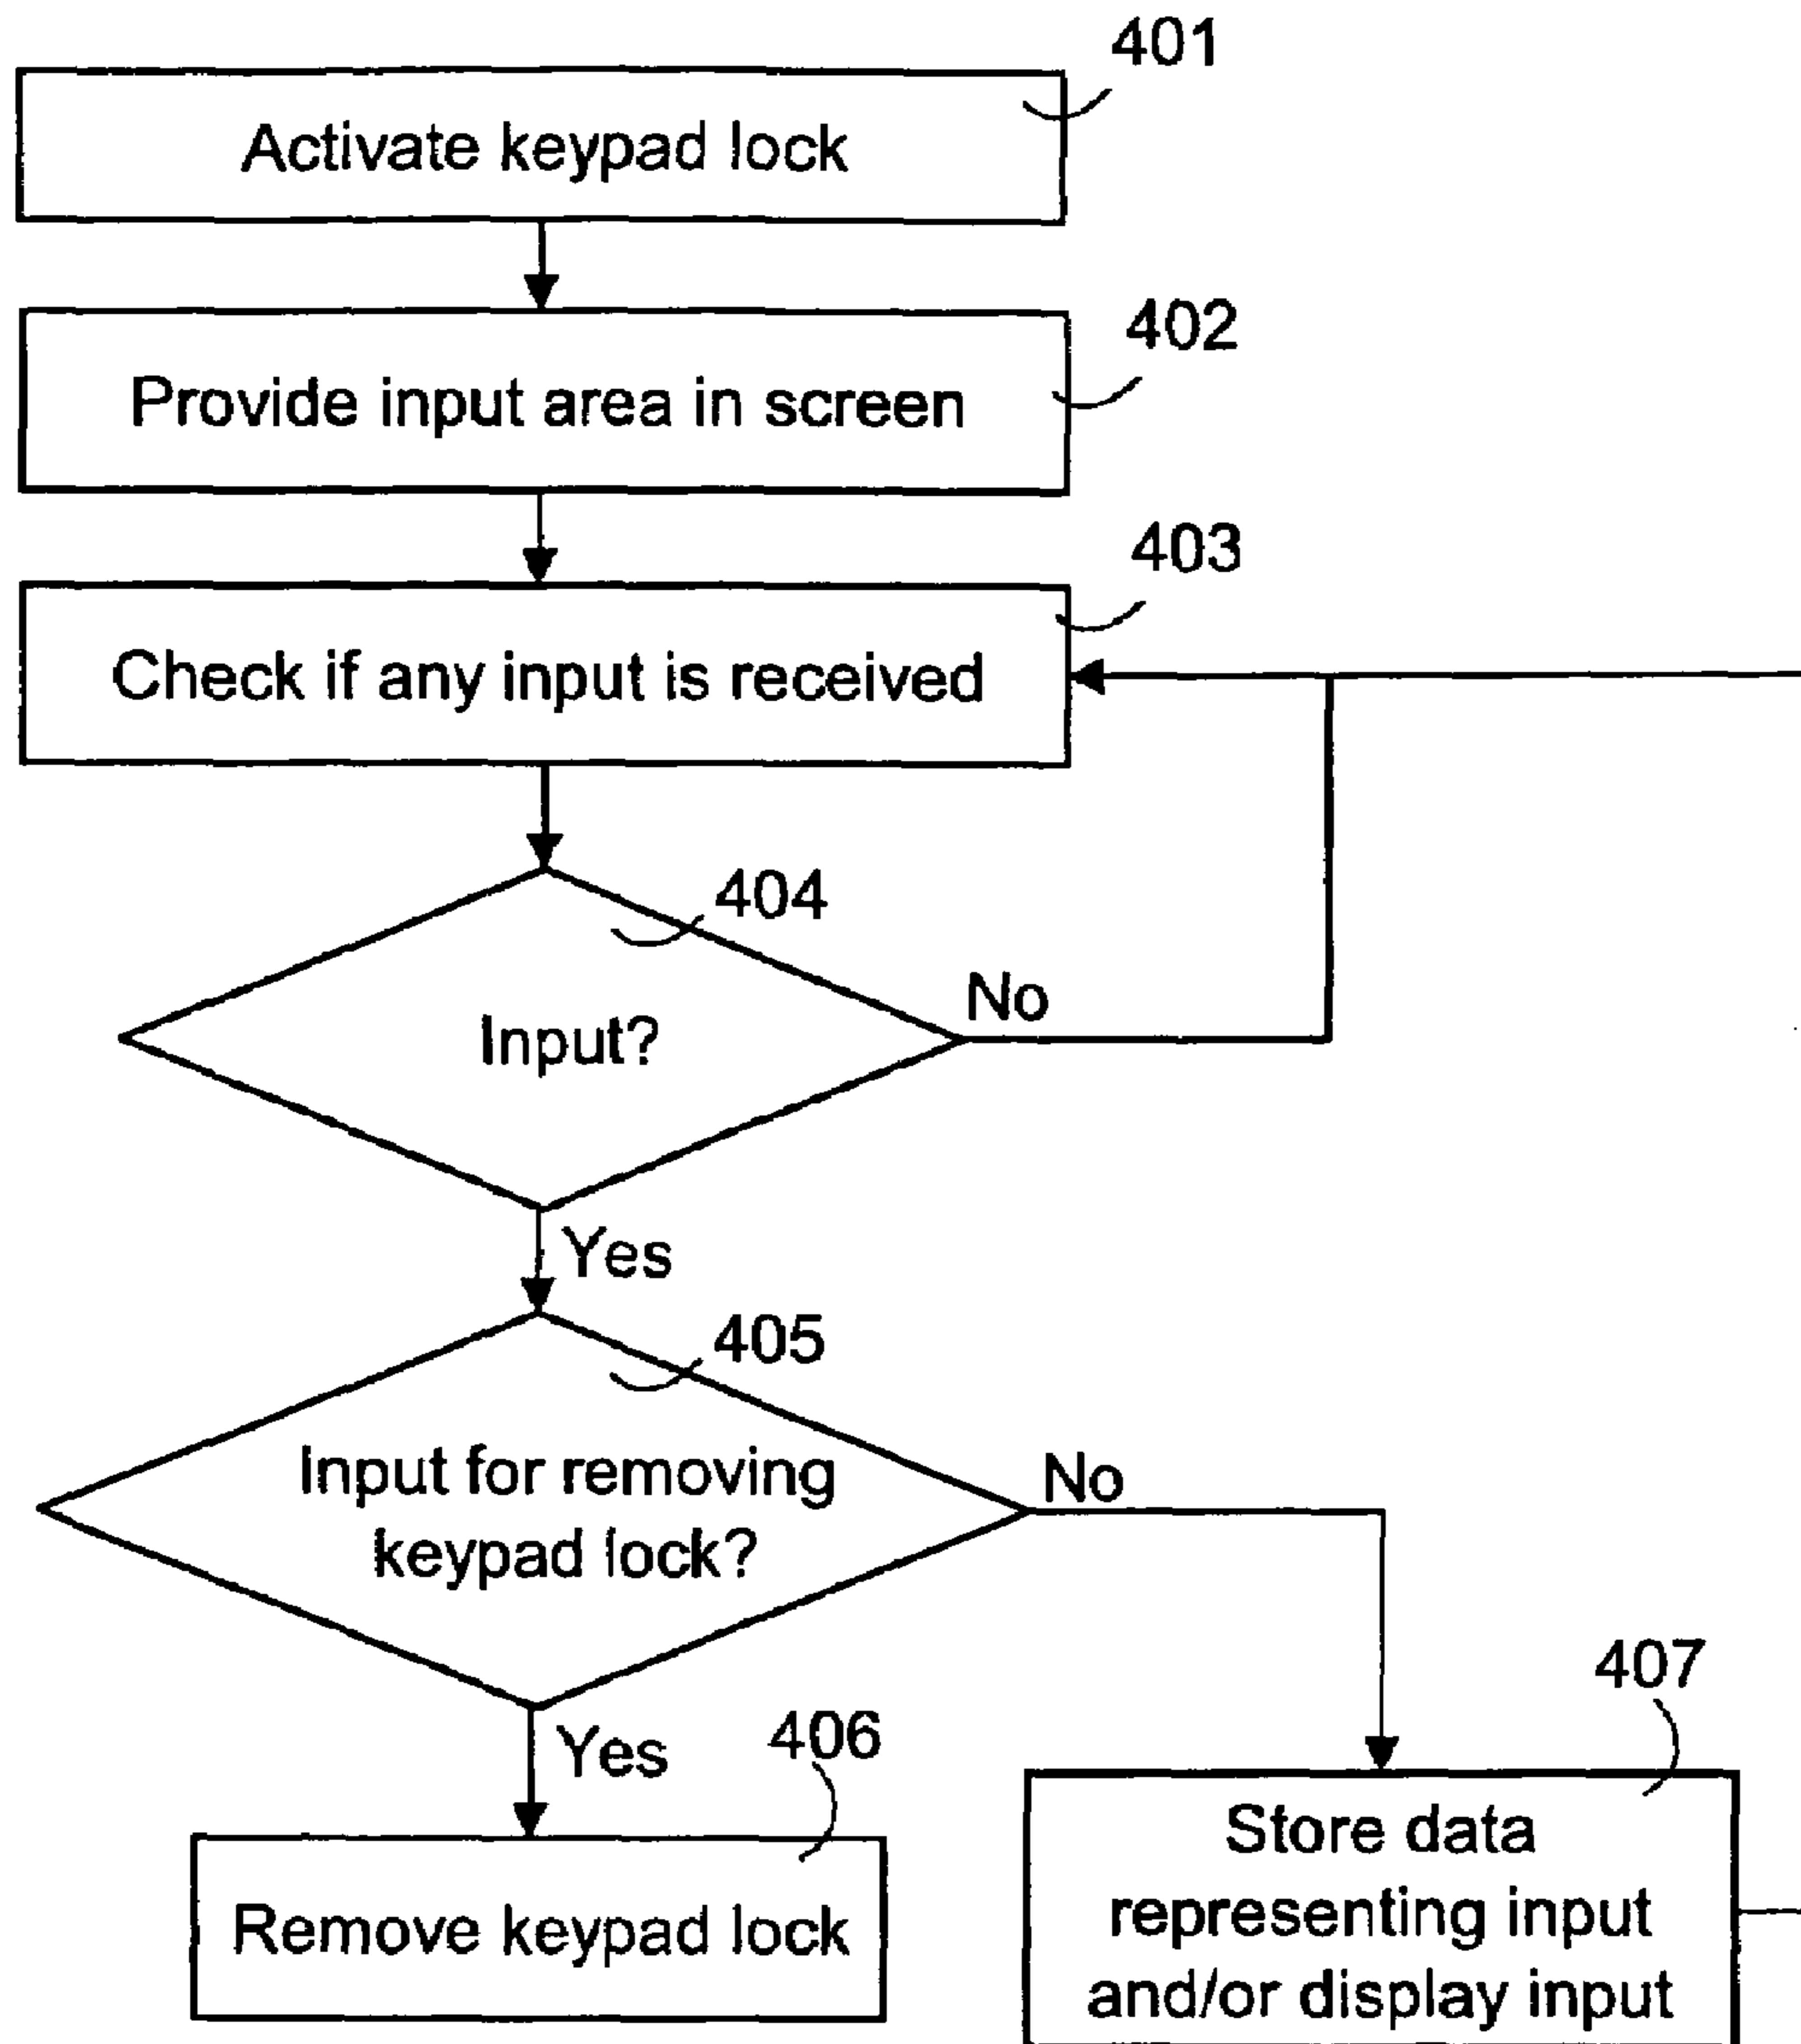 401
Activate keypad lock
402
Provide input area in screen
403
Check if any input is received
404
Input?
No
Yes
405
Input for removing
keypad lock?
No
Yes
406
Remove keypad lock
407
Store data
representing input
and/or display input